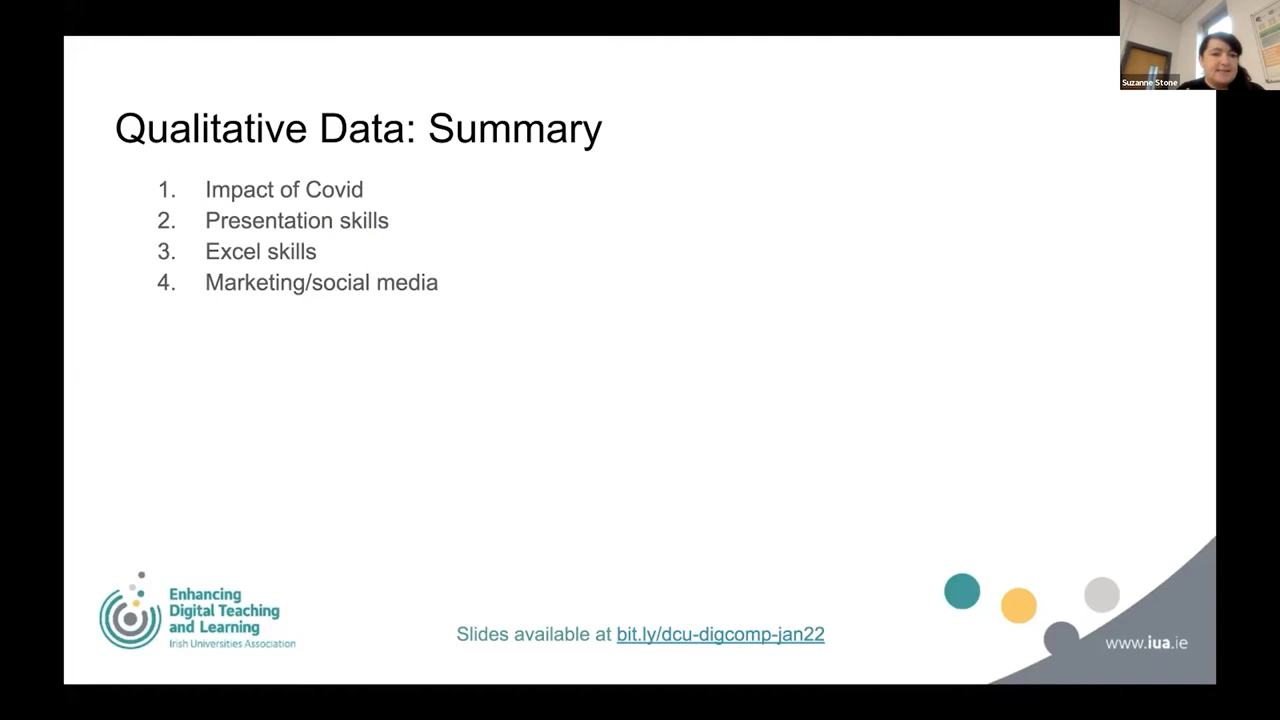 Suzanne Stone
Qualitative Data: Summary
1. Impact of Covid
2. Presentation skills
3. Excel skills
4. Marketing/social media
Enhancing
Digital Teaching
and Learning
Irish Universities Association
Slides available at bit.ly/dcu-digcomp-jan22
www.iua.ie